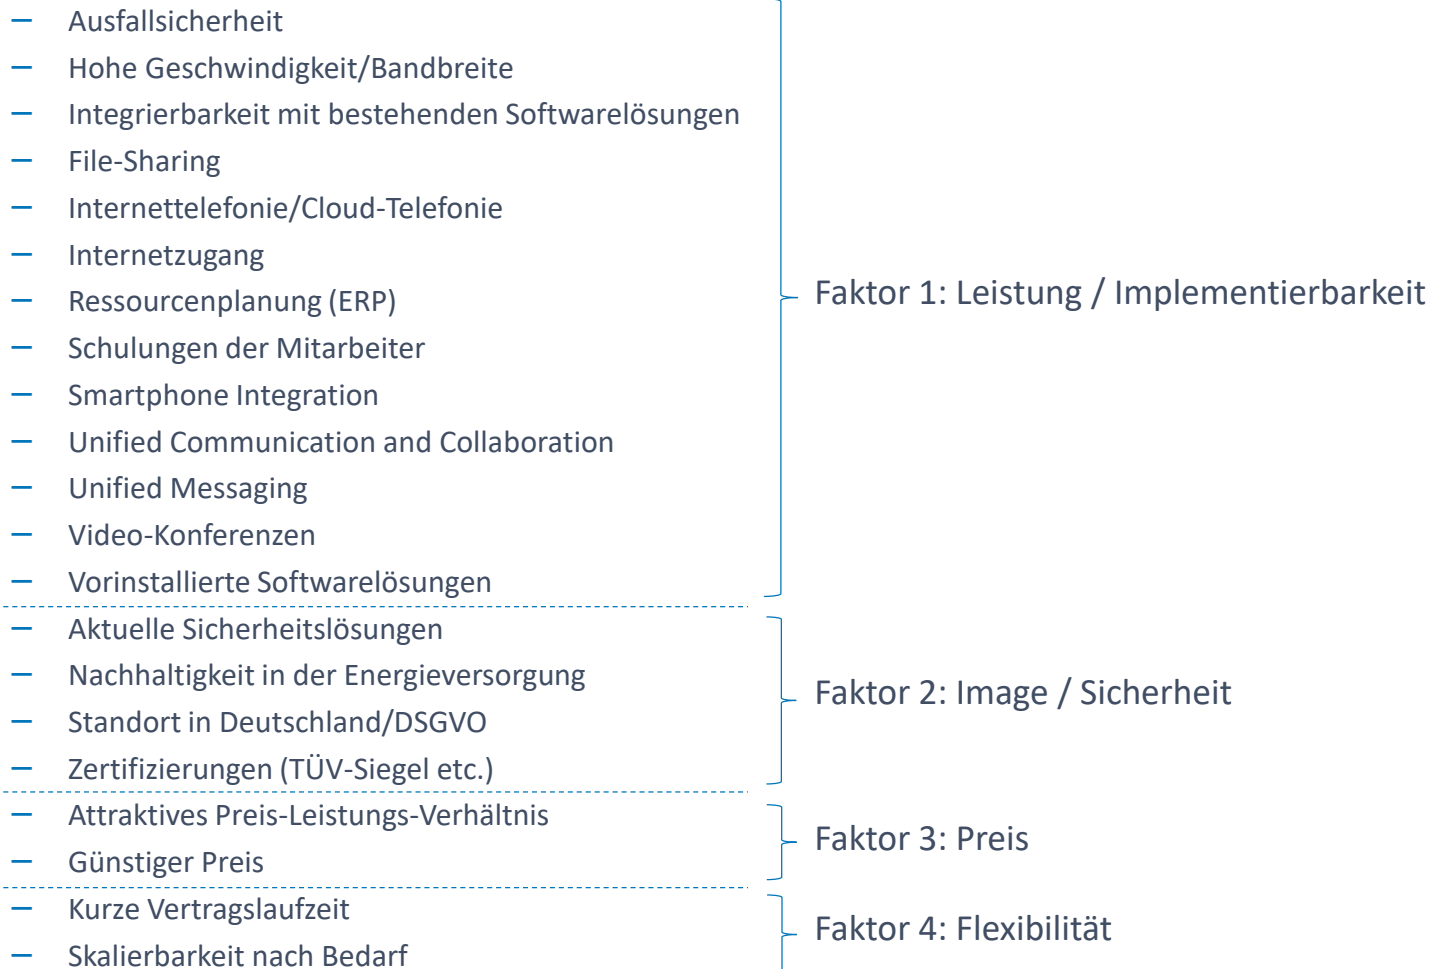 – Ausfallsicherheit
– Hohe Geschwindigkeit/Bandbreite
– Integrierbarkeit mit bestehenden Softwarelösungen
– File-Sharing
– Internettelefonie/Cloud-Telefonie
– Internetzugang
– Ressourcenplanung (ERP)
– Schulungen der Mitarbeiter
– Smartphone Integration
– Unified Communication and Collaboration
– Unified Messaging
– Video-Konferenzen
– Vorinstallierte Softwarelösungen
Faktor 1: Leistung / Implementierbarkeit
– Aktuelle Sicherheitslösungen
– Nachhaltigkeit in der Energieversorgung
– Standort in Deutschland/DSGVO
– Zertifizierungen (TÜV-Siegel etc.)
Faktor 2: Image / Sicherheit
– Attraktives Preis-Leistungs-Verhältnis
– Günstiger Preis
Faktor 3: Preis
– Kurze Vertragslaufzeit
– Skalierbarkeit nach Bedarf
Faktor 4: Flexibilität